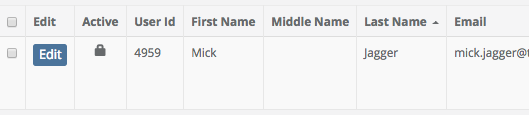 Edit Active User Id First Name Middle Name Last Name Email
Edit 4959 Mick Jagger mick.jagger@